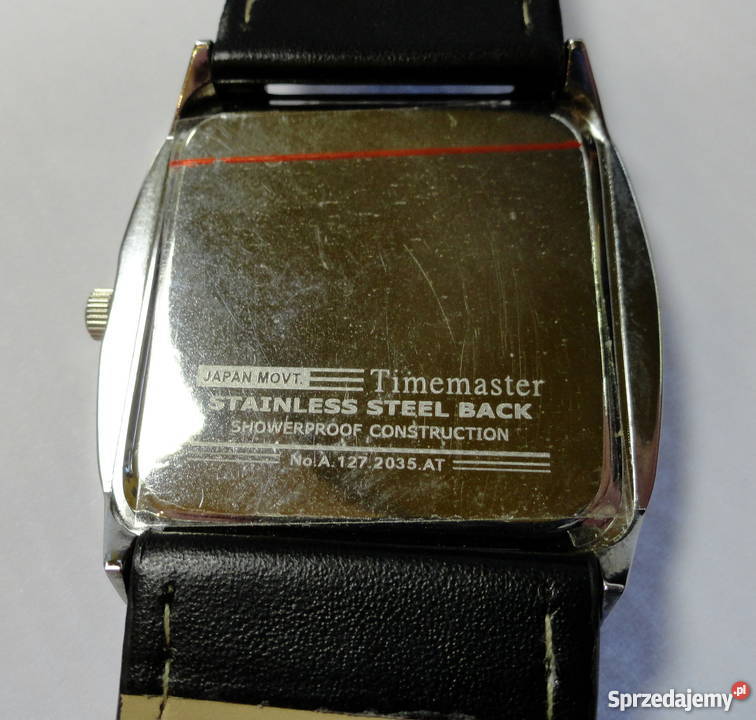 JAPAN MOVT. Timemaster
STAINLESS STEEL BACK
SHOWERPROOF CONSTRUCTION
No.A.127.2035.AT
Sprzedajemy.pl